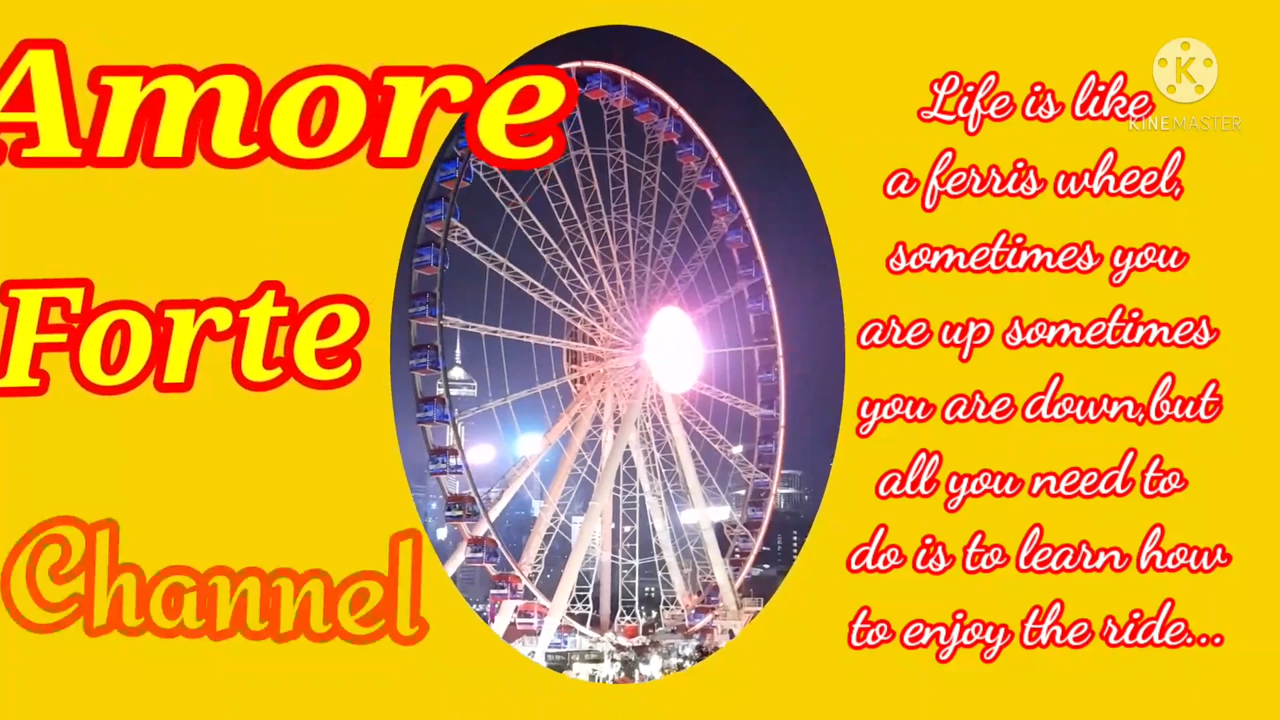 Amore
Forte
Channel
Life is like
a ferris wheel,
sometimes you
are up sometimes
you are down,but
all you need to
do is to learn how
to enjoy the ride...
K
KINEMASTER